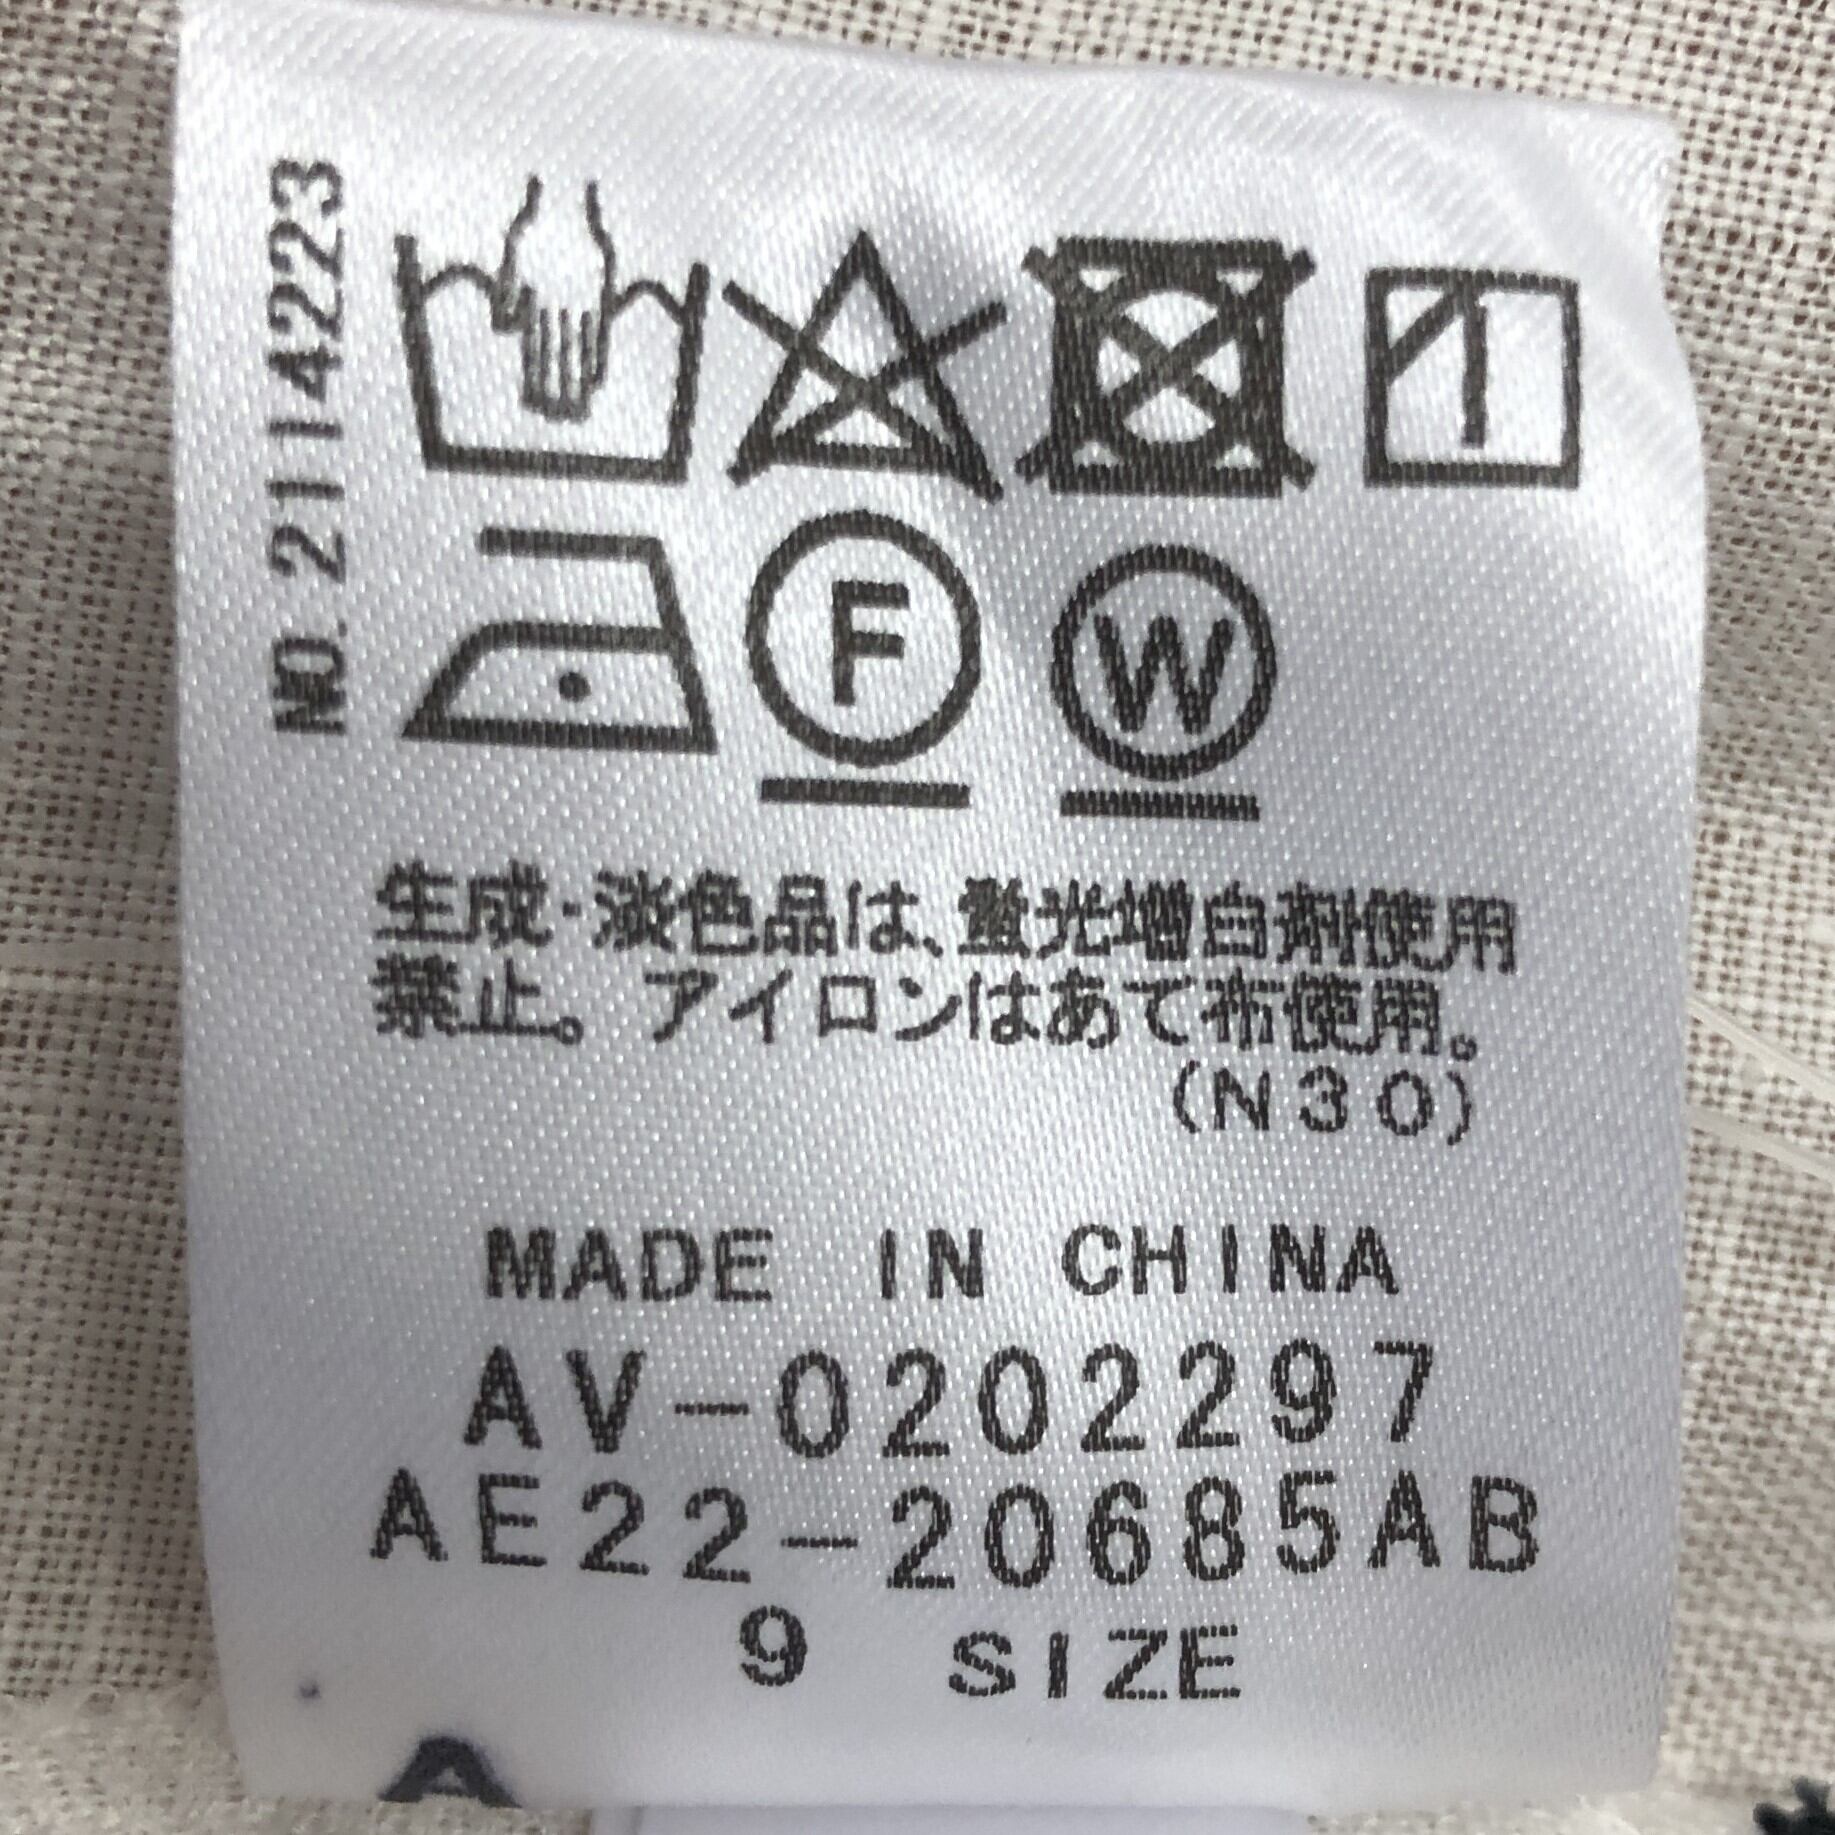 NO. 2114223
F
W
生成・淡色品は、蛍光増白剤使用
禁止。アイロンはあて布使用。
(N30)
MADE IN CHINA
AV-0202297
AE22-20685AB
9 SIZE
A